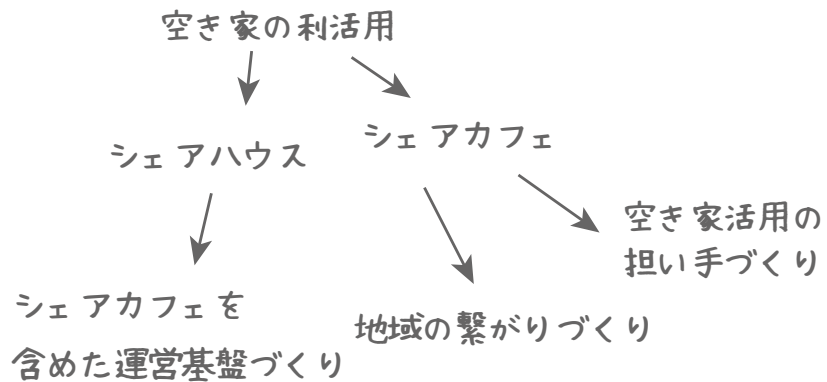 空き家の利活用
シェアハウス
シェアカフェ
シェアカフェを
含めた運営基盤づくり
地域の繋がりづくり
空き家活用の
担い手づくり